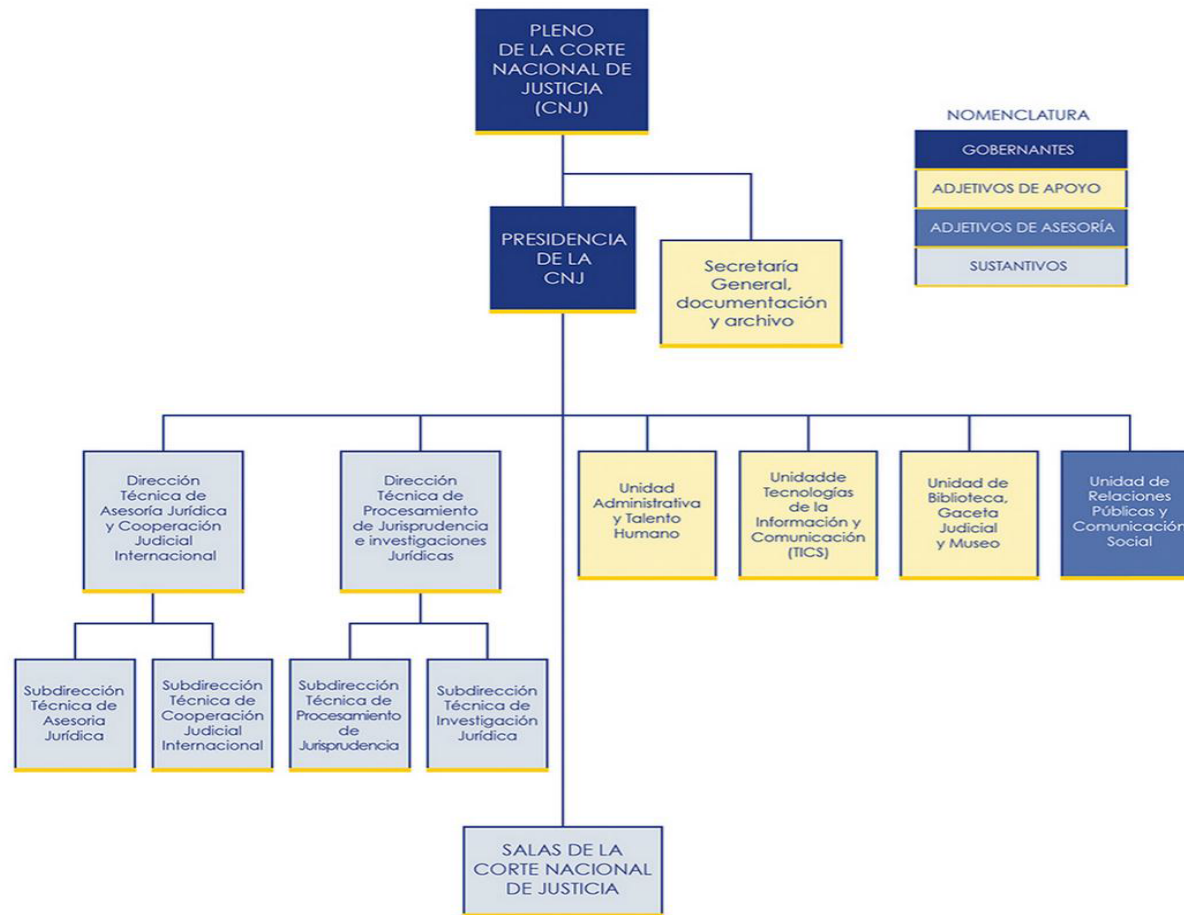 PLENO
DE LA CORTE
NACIONAL DE
JUSTICIA
(CNJ)
NOMENCLATURA
GOBERNANTES
ADJETIVOS DE APOYO
ADJETIVOS DE ASESORÍA
SUSTANTIVOS
PRESIDENCIA
DE LA
CNJ
Secretaría
General,
documentación
y archivo
Dirección
Técnica de
Asesoría Jurídica
y Cooperación
Judicial
Internacional
Dirección
Técnica de
Procesamiento
de Jurisprudencia
e investigaciones
Jurídicas
Unidad
Administrativa
y Talento
Humano
Unidadde
Tecnologías
de la
Información y
Comunicación
(TICS)
Unidad de
Biblioteca,
Gaceta
Judicial
y Museo
Unidad de
Relaciones
Públicas y
Comunicación
Social
Subdirección
Técnica de
Asesoria
Jurídica
Subdirección
Técnica de
Cooperación
Judicial
Internacional
Subdirección
Técnica de
Procesamiento
de
Jurisprudencia
Subdirección
Técnica de
Investigación
Jurídica
SALAS DE LA
CORTE NACIONAL
DE JUSTICIA